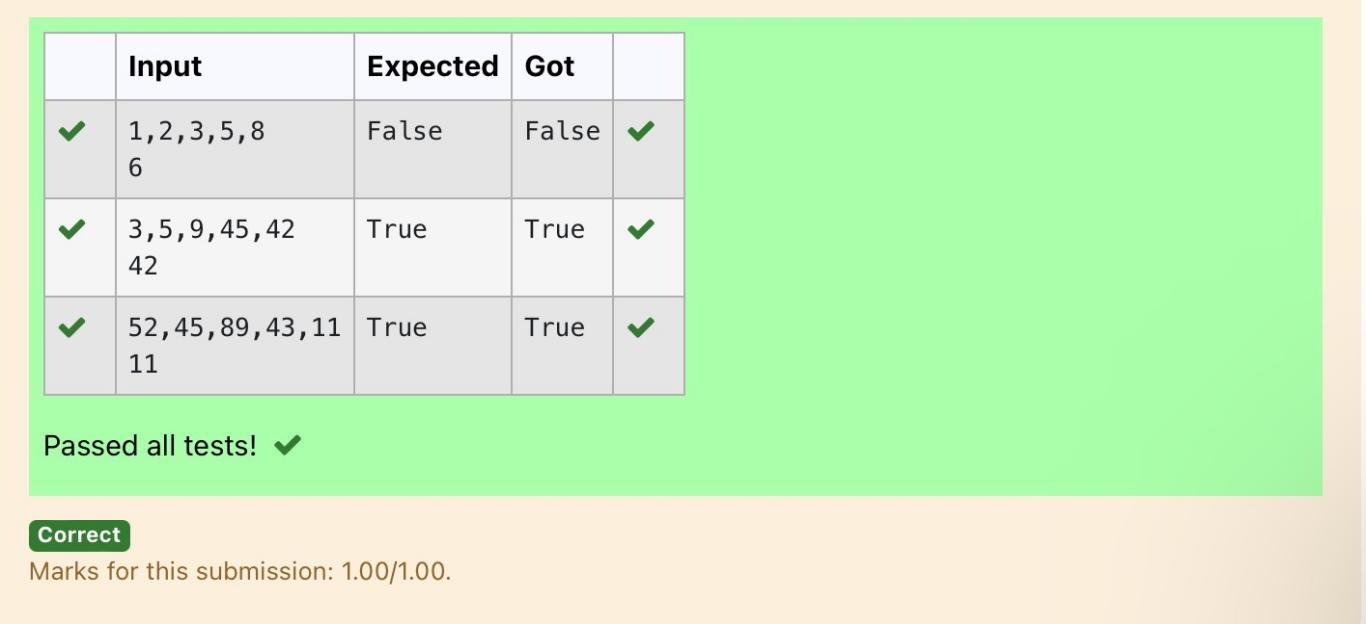 Input Expected Got
1,2,3,5,8 False False
6
3,5,9,45,42 True True
42
52,45,89,43,11 True True
11
Passed all tests!
Correct
Marks for this submission: 1.00/1.00.